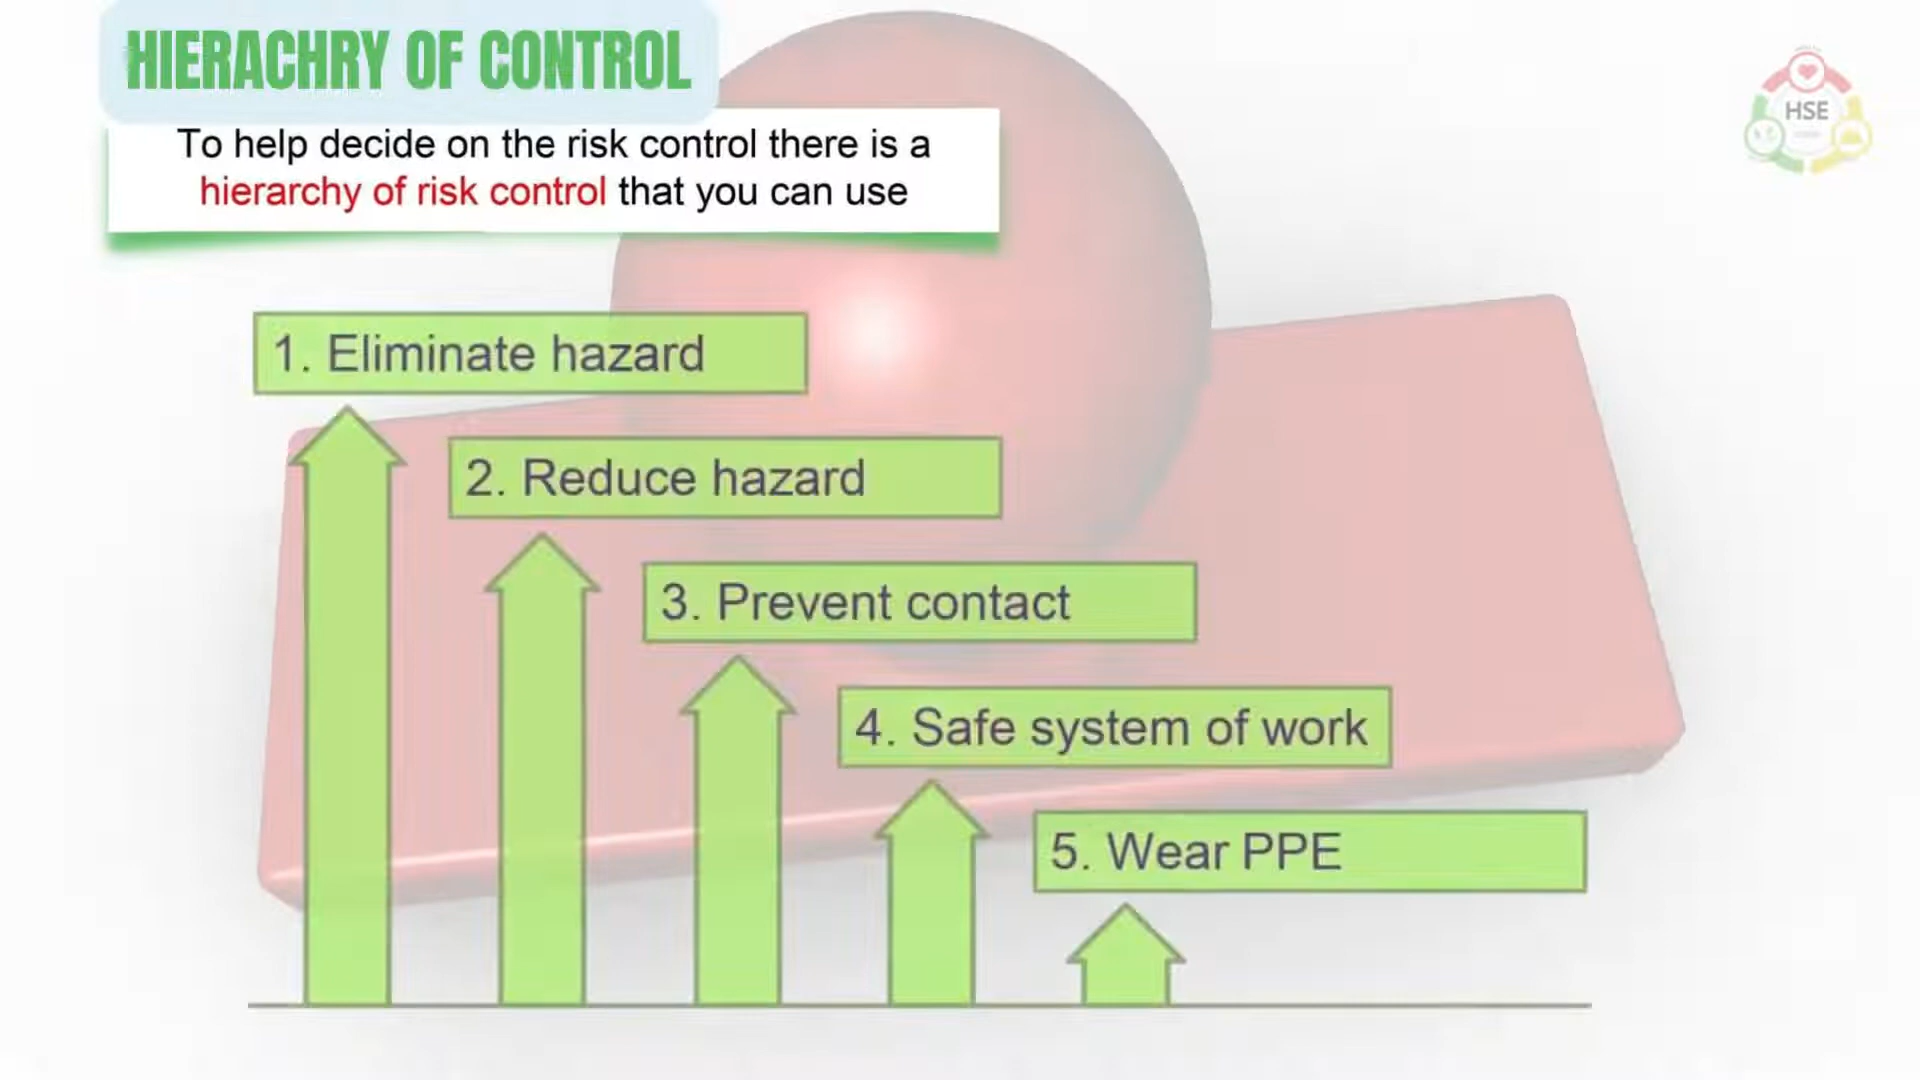 HIERACHRY OF CONTROL
To help decide on the risk control there is a
hierarchy of risk control that you can use
HSE
1. Eliminate hazard
2. Reduce hazard
3. Prevent contact
4. Safe system of work
5. Wear PPE